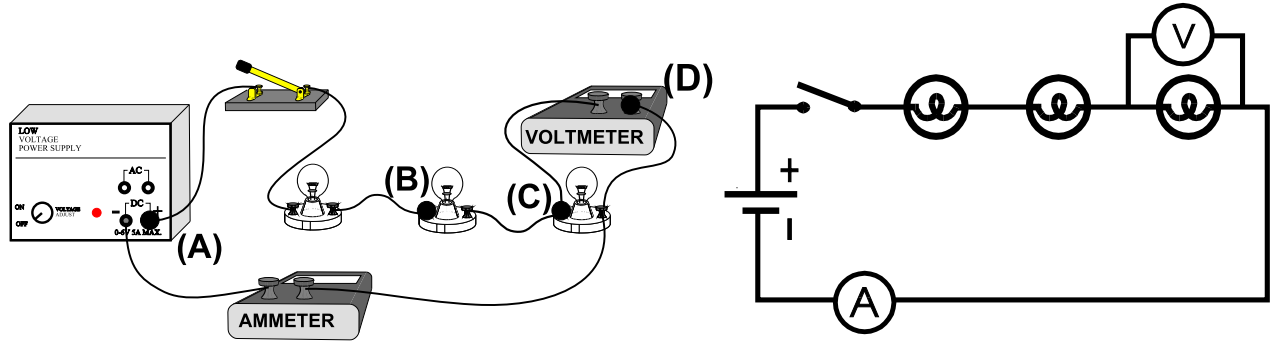 LOW
VOLTAGE
POWER SUPPLY
AC
ON
OFF
VOLTAGE
ADJUST
DC
- +
0-6V 5A MAX.
(A)
(B)
(C)
(D)
VOLTMETER
AMMETER
V
+
A